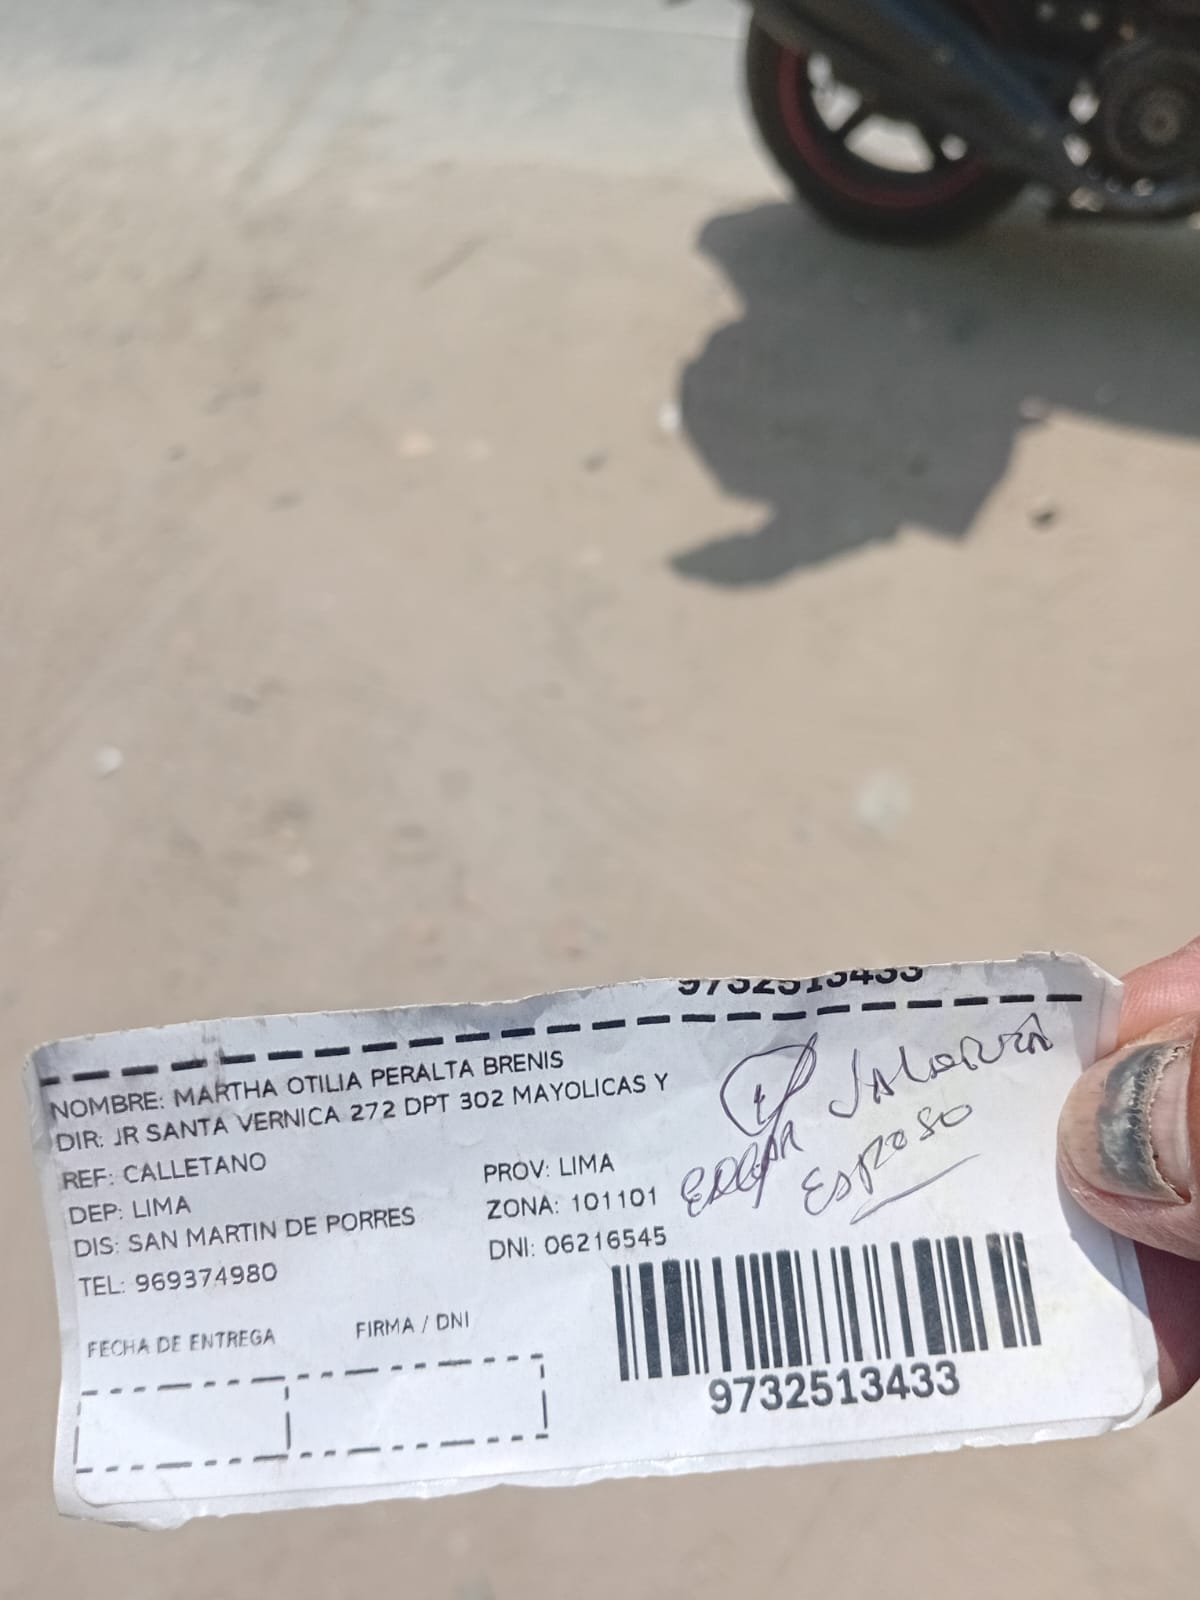 9732513433
NOMBRE: MARTHA OTILIA PERALTA BRENIS
DIR: JR SANTA VERNICA 272 DPT 302 MAYOLICAS Y
REF: CALLETANO
DEP: LIMA
PROV: LIMA
DIS: SAN MARTIN DE PORRES
ZONA: 101101
TEL: 969374980
DNI: 06216545
EDGAR
ESPOSO
FECHA DE ENTREGA
FIRMA / DNI
9732513433